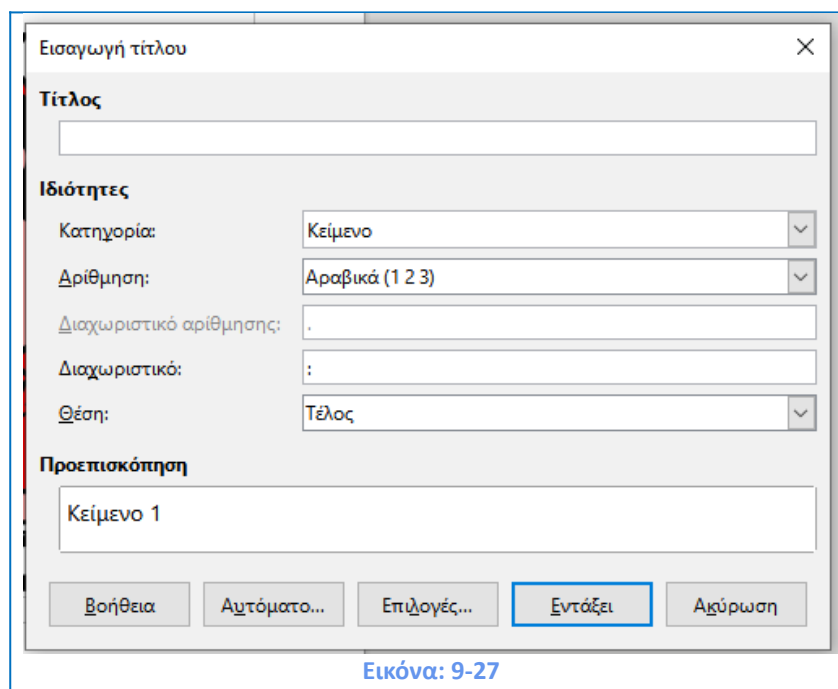 Εισαγωγή τίτλου
Τίτλος
Ιδιότητες
Κατηγορία: Κείμενο
Αρίθμηση: Αραβικά (1 2 3)
Διαχωριστικό αρίθμησης: .
Διαχωριστικό: :
Θέση: Τέλος
Προεπισκόπηση
Κείμενο 1
Βοήθεια Αυτόματο... Επιλογές... Εντάξει Ακύρωση
Εικόνα: 9-27